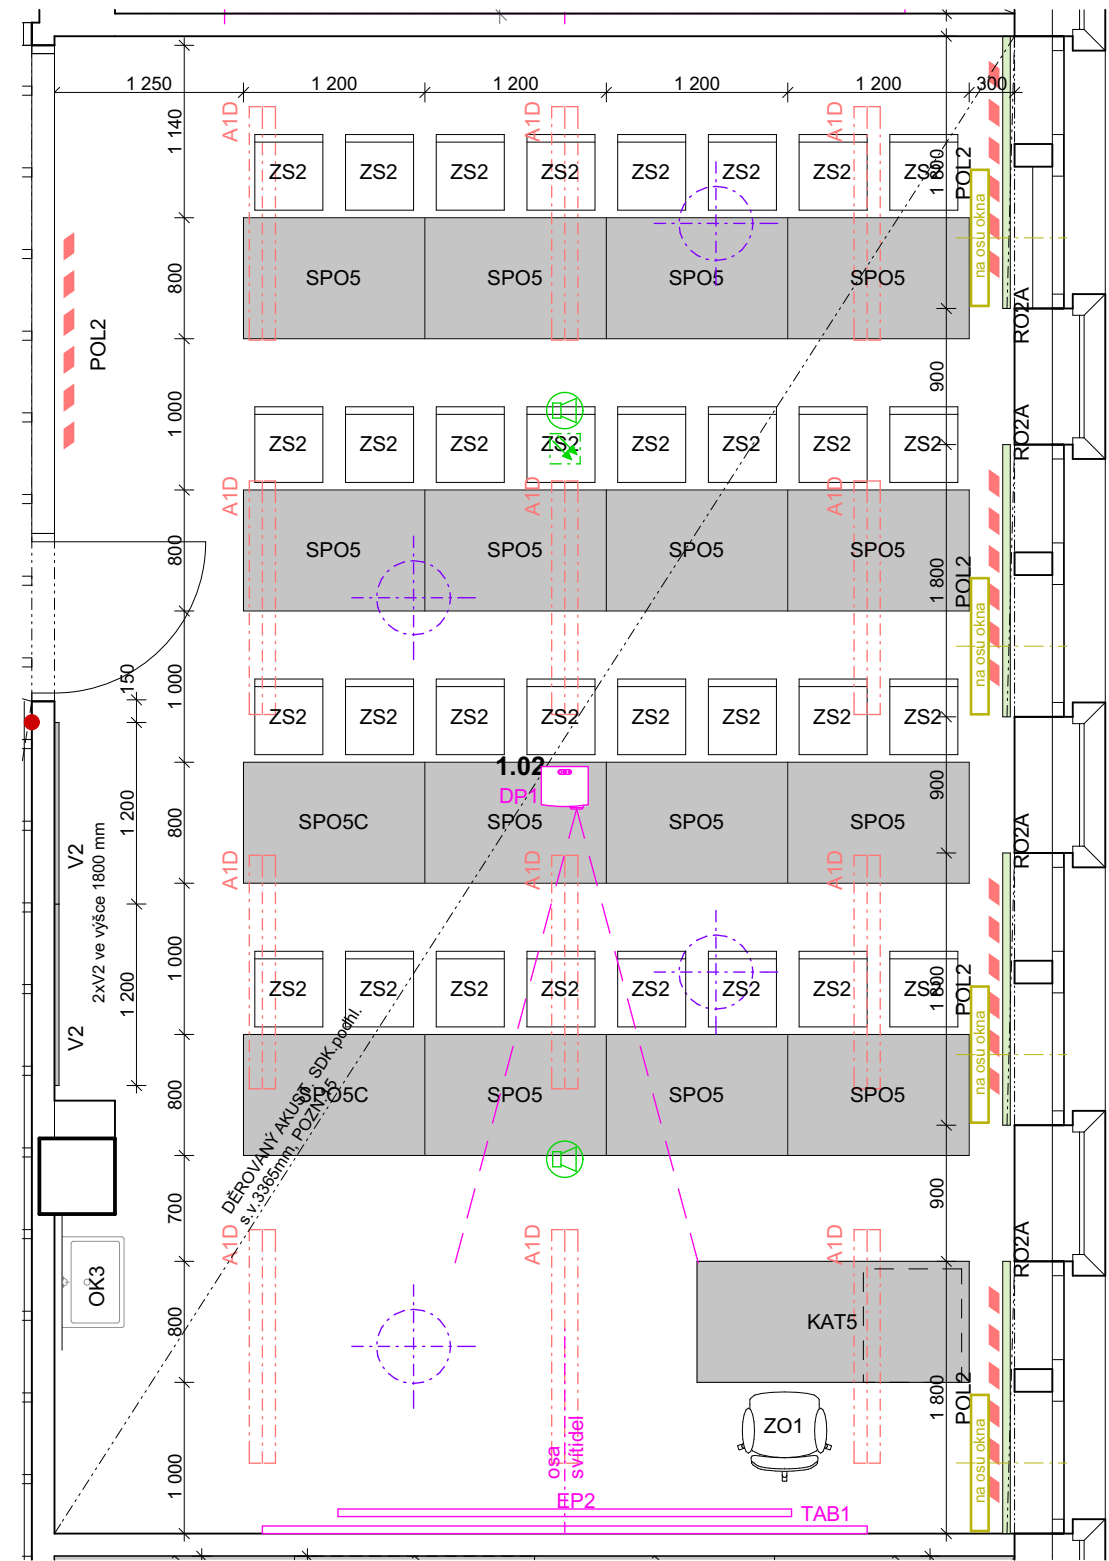 1 250
1 200
1 200
1 200
1 200
300
1 140
A1D
A1D
A1D
ZS2 ZS2 ZS2 ZS2 ZS2 ZS2 ZS2 ZS2
1 800
POL2
na osu okna
800
SPO5 SPO5 SPO5 SPO5
RO2A
POL2
1 000
900
ZS2 ZS2 ZS2 ZS2 ZS2 ZS2 ZS2 ZS2
RO2A
A1D
A1D
A1D
800
SPO5 SPO5 SPO5 SPO5
1 800
POL2
na osu okna
150
1 000
ZS2 ZS2 ZS2 ZS2 ZS2 ZS2 ZS2 ZS2
1.02
DP1
900
1 200
800
SPO5C SPO5 SPO5 SPO5
RO2A
V2
2xV2 ve výšce 1800 mm
A1D
A1D
A1D
1 000
1 200
ZS2 ZS2 ZS2 ZS2 ZS2 ZS2 ZS2 ZS2
1 800
POL2
na osu okna
V2
800
SPO5C SPO5 SPO5 SPO5
DĚROVANÝ AKUST. SDK.podhl.
s.v.3365mm, POZN.15
700
900
A1D
A1D
A1D
RO2A
OK3
800
KAT5
1 800
POL2
na osu okna
ZO1
1 000
osa
svítidel
EP2
TAB1